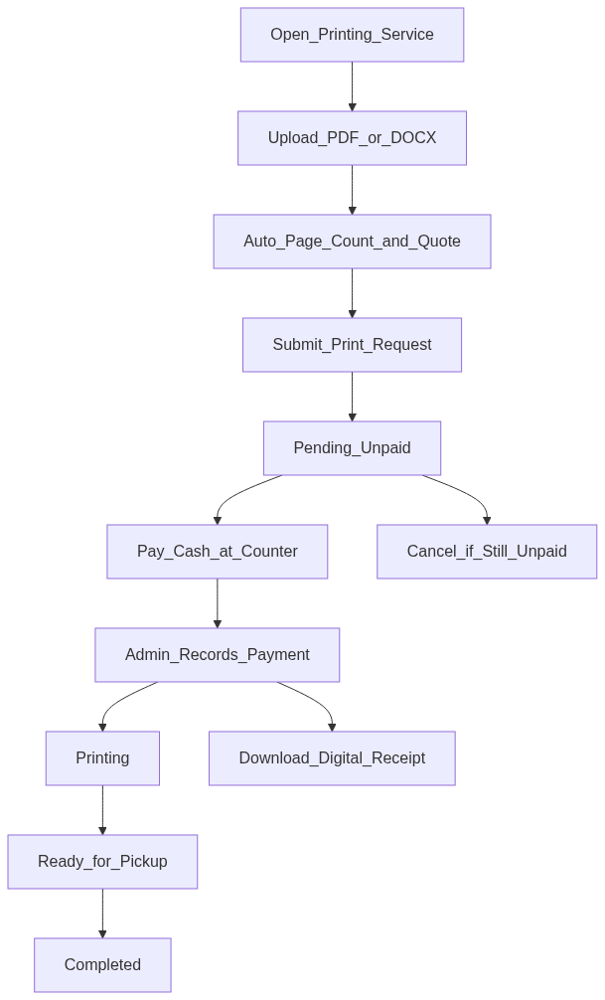 Open_Printing_Service
Upload_PDF_or_DOCX
Auto_Page_Count_and_Quote
Submit_Print_Request
Pending_Unpaid
Pay_Cash_at_Counter
Cancel_if_Still_Unpaid
Admin_Records_Payment
Printing
Download_Digital_Receipt
Ready_for_Pickup
Completed